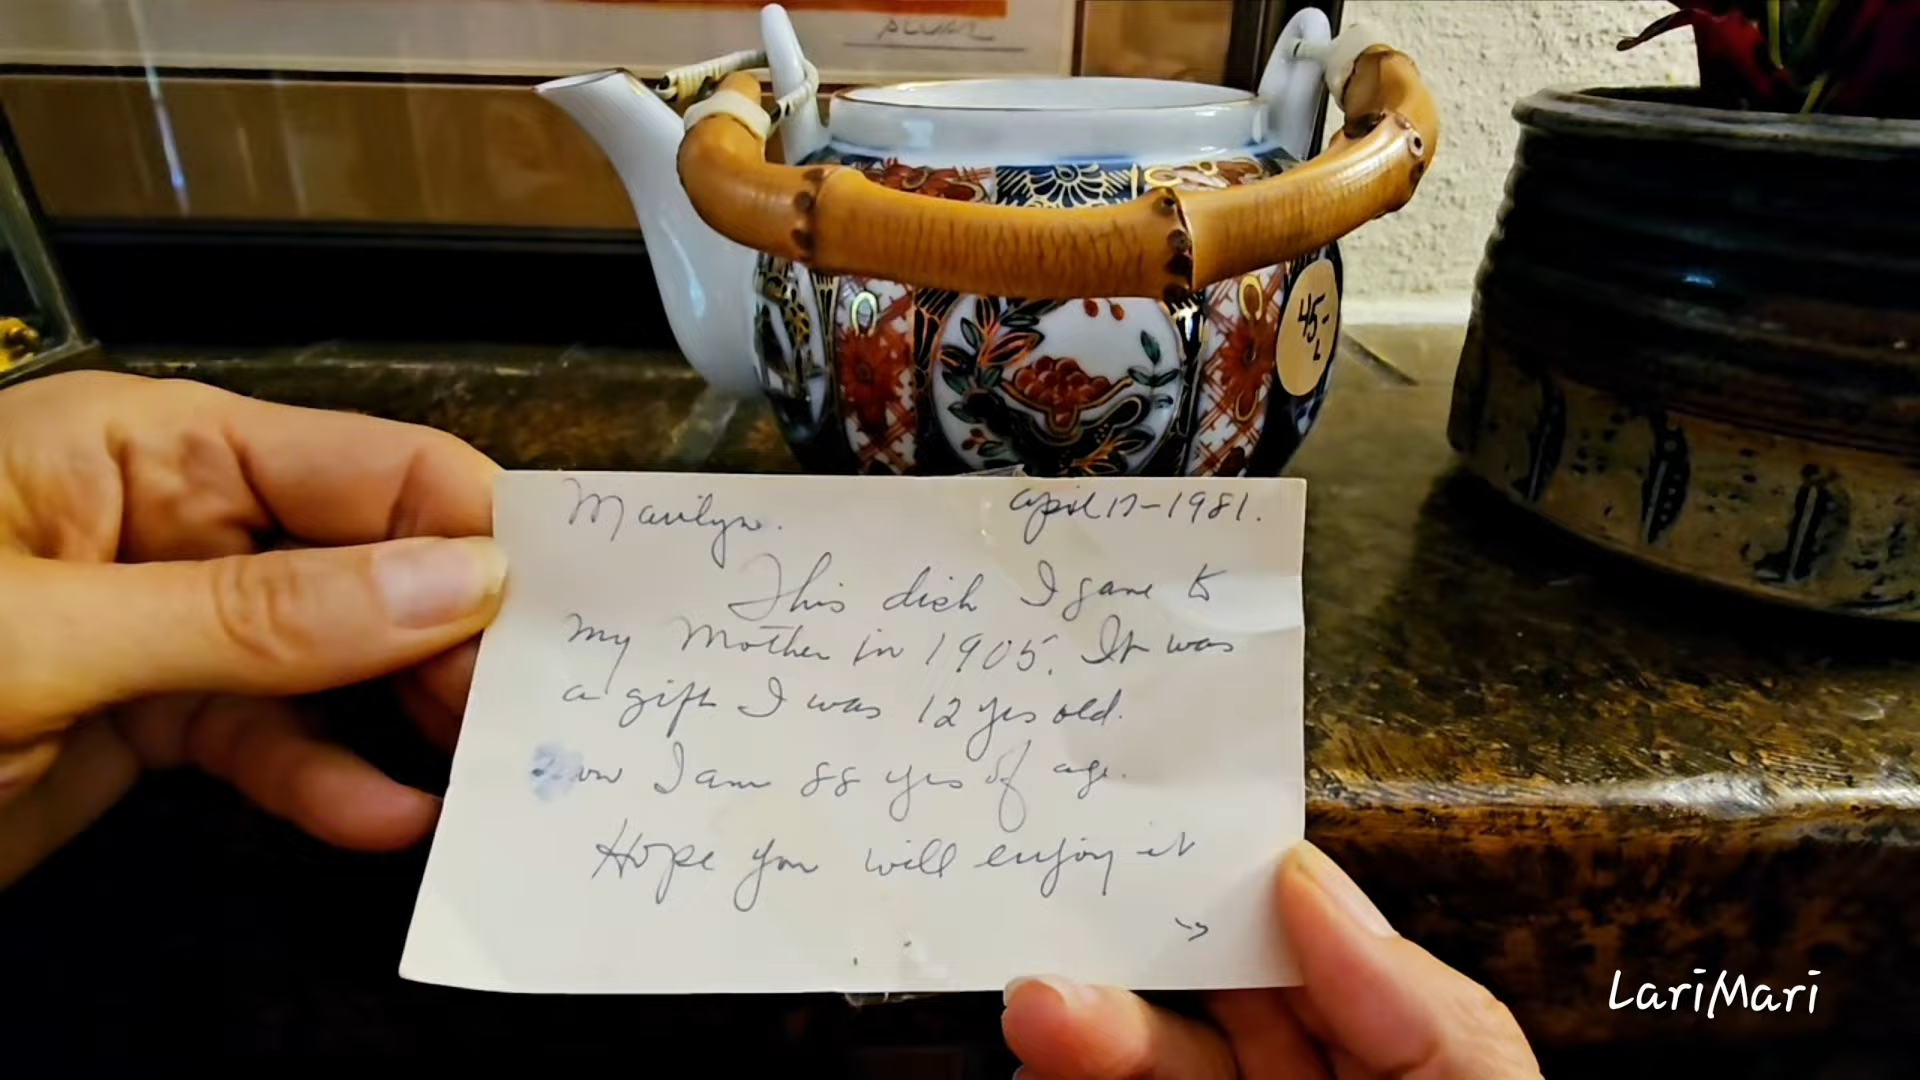 Marilyn. April 17-1981.
This dish I gave to
my Mother in 1905. It was
a gift I was 12 yrs old.
Now I am 88 yrs of age.
Hope you will enjoy it
45-
LariMari